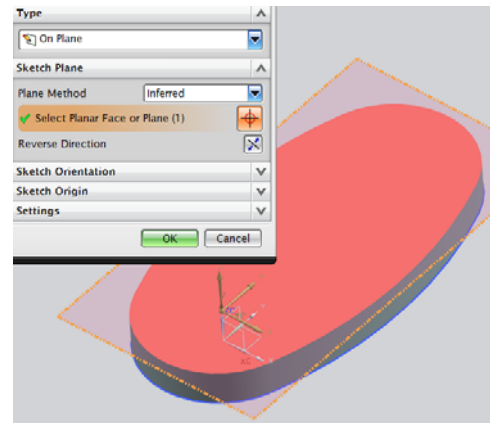 Type
On Plane
Sketch Plane
Plane Method Inferred
Select Planar Face or Plane (1)
Reverse Direction
Sketch Orientation
Sketch Origin
Settings
OK Cancel
XC